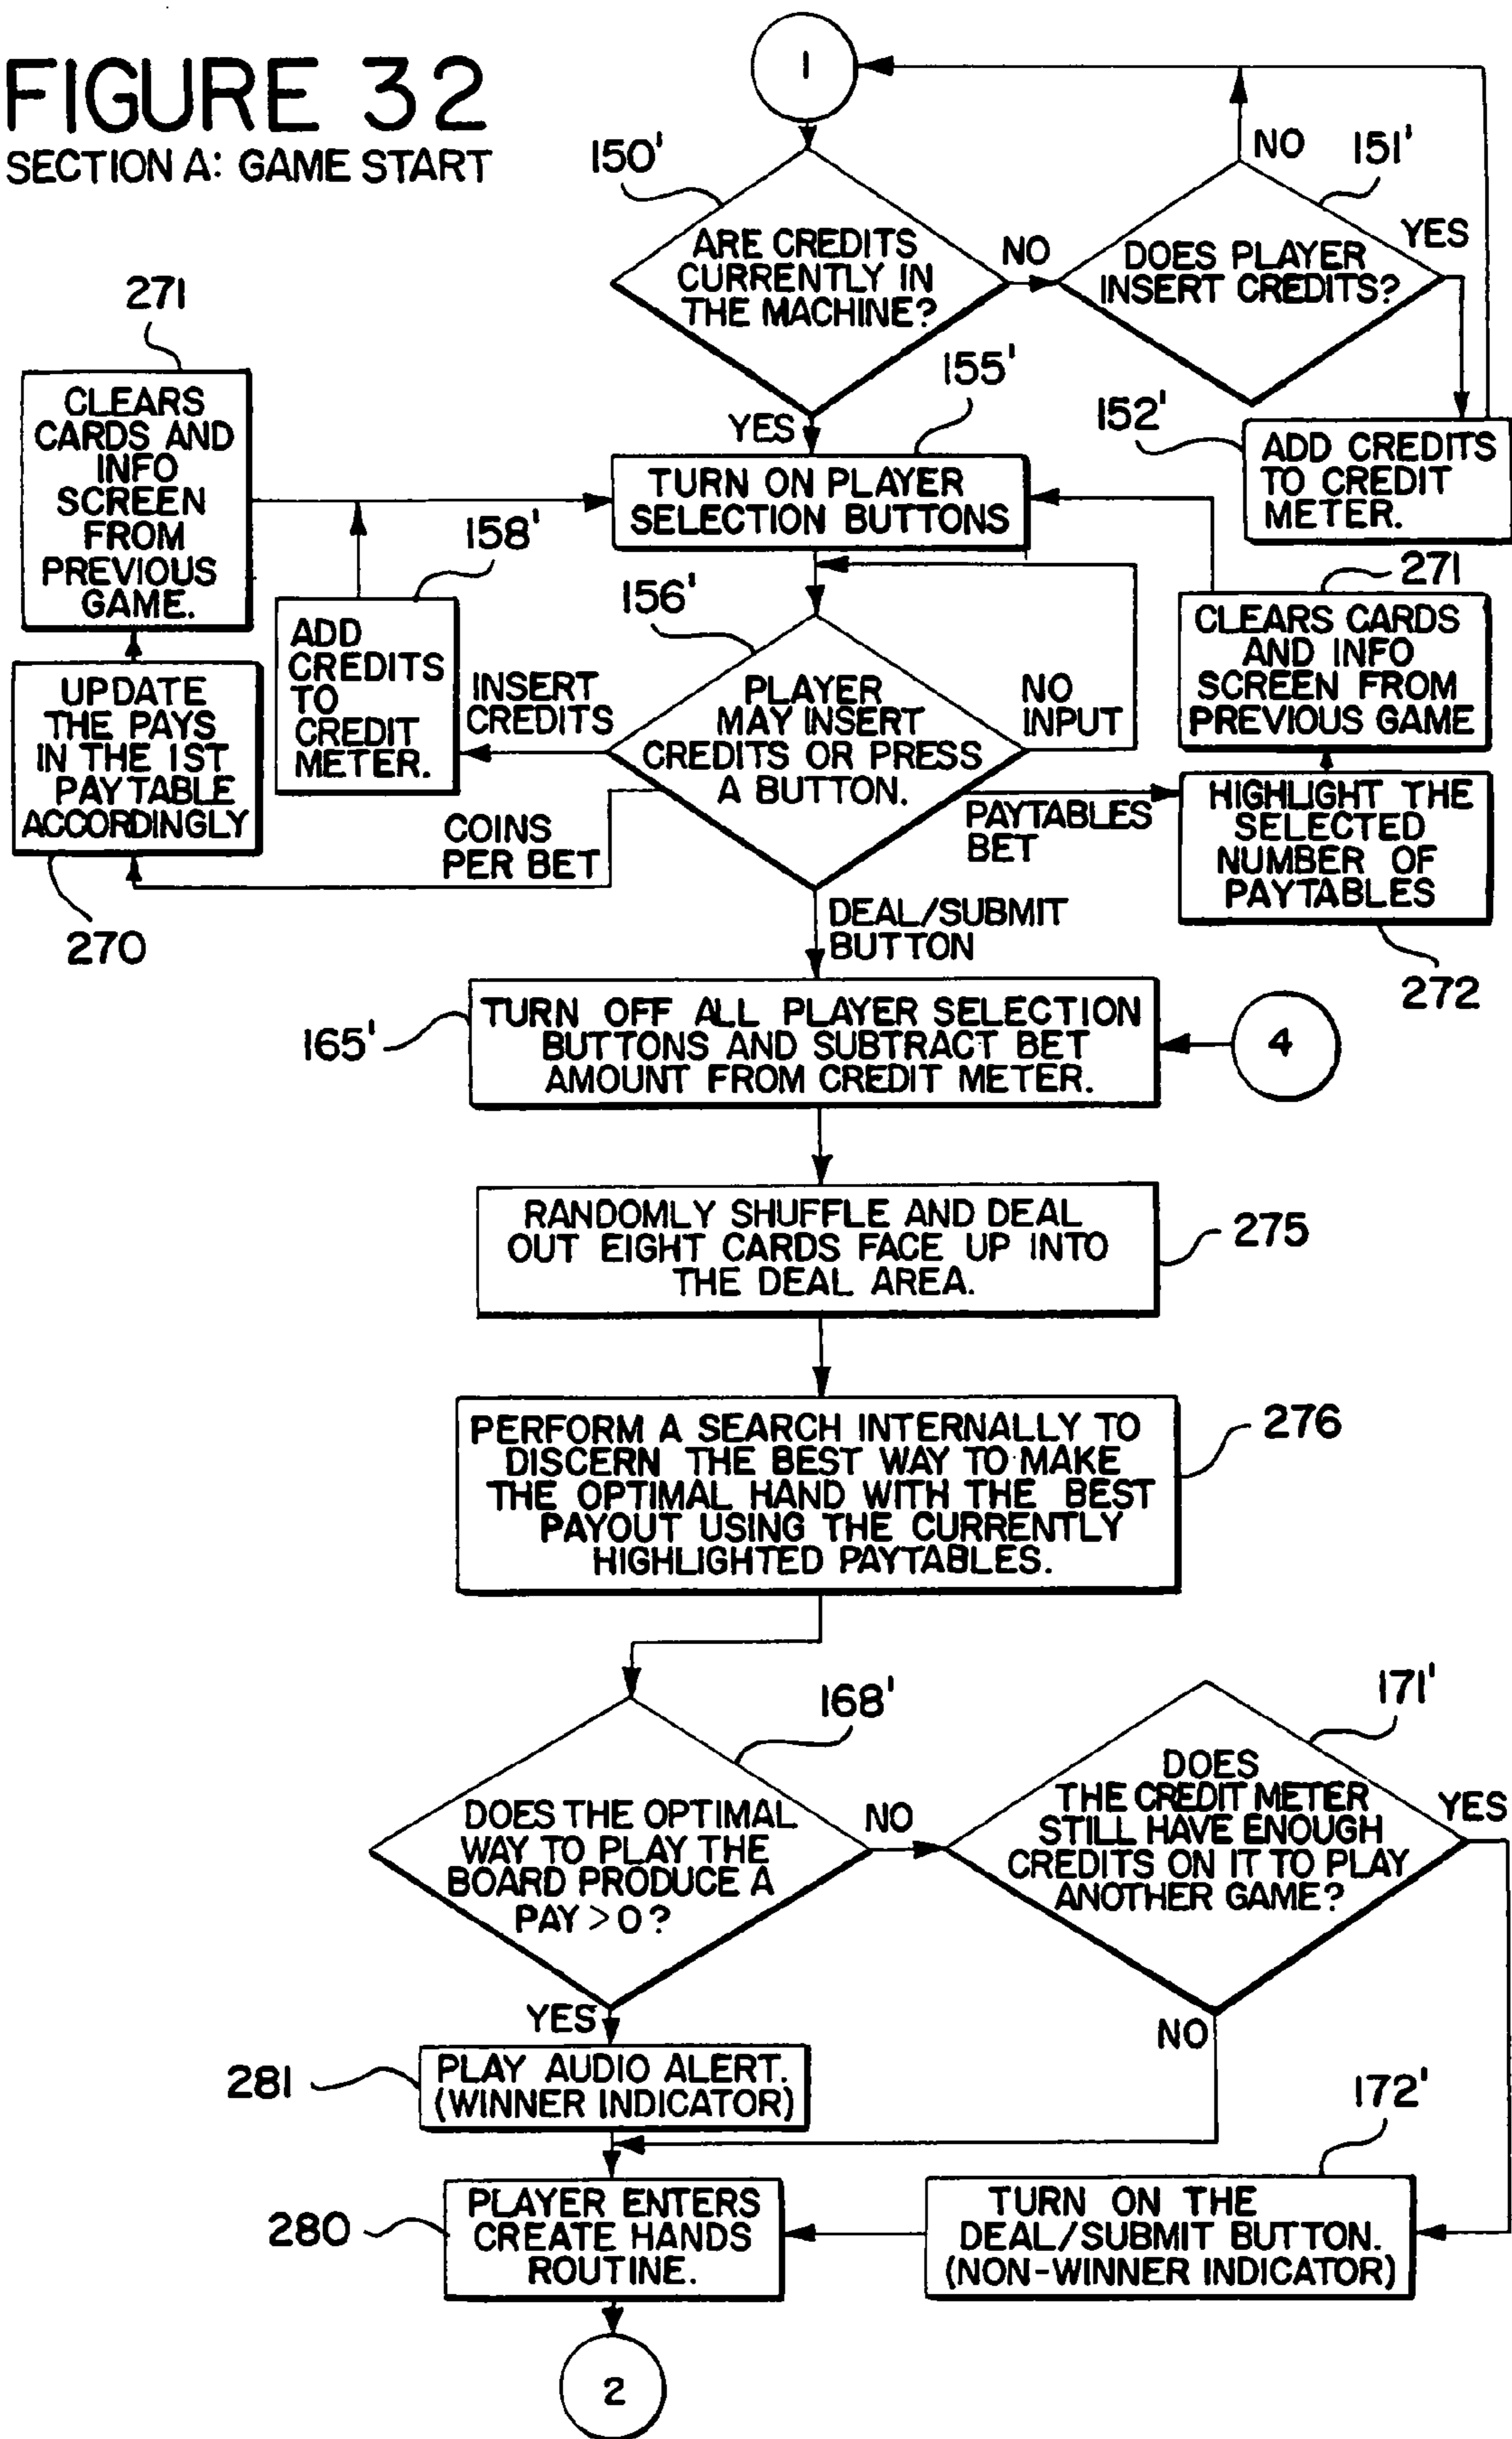 FIGURE 32
SECTION A: GAME START
1
150'
ARE CREDITS
CURRENTLY IN
THE MACHINE?
NO
YES
151'
DOES PLAYER
INSERT CREDITS?
NO
YES
152'
ADD CREDITS
TO CREDIT
METER.
155'
TURN ON PLAYER
SELECTION BUTTONS
271
CLEARS
CARDS AND
INFO
SCREEN
FROM
PREVIOUS
GAME.
158'
ADD
CREDITS
TO
CREDIT
METER.
INSERT
CREDITS
156'
PLAYER
MAY INSERT
CREDITS OR PRESS
A BUTTON.
NO
INPUT
271
CLEARS CARDS
AND INFO
SCREEN FROM
PREVIOUS GAME
UPDATE
THE PAYS
IN THE 1ST
PAYTABLE
ACCORDINGLY
270
COINS
PER BET
PAYTABLES
BET
HIGHLIGHT THE
SELECTED
NUMBER OF
PAYTABLES
272
DEAL/SUBMIT
BUTTON
165'
TURN OFF ALL PLAYER SELECTION
BUTTONS AND SUBTRACT BET
AMOUNT FROM CREDIT METER.
4
RANDOMLY SHUFFLE AND DEAL
OUT EIGHT CARDS FACE UP INTO
THE DEAL AREA.
275
PERFORM A SEARCH INTERNALLY TO
DISCERN THE BEST WAY TO MAKE
THE OPTIMAL HAND WITH THE BEST
PAYOUT USING THE CURRENTLY
HIGHLIGHTED PAYTABLES.
276
168'
DOES THE OPTIMAL
WAY TO PLAY THE
BOARD PRODUCE A
PAY > 0?
NO
YES
171'
DOES
THE CREDIT METER
STILL HAVE ENOUGH
CREDITS ON IT TO PLAY
ANOTHER GAME?
YES
NO
281
PLAY AUDIO ALERT.
(WINNER INDICATOR)
172'
TURN ON THE
DEAL/SUBMIT BUTTON.
(NON-WINNER INDICATOR)
280
PLAYER ENTERS
CREATE HANDS
ROUTINE.
2